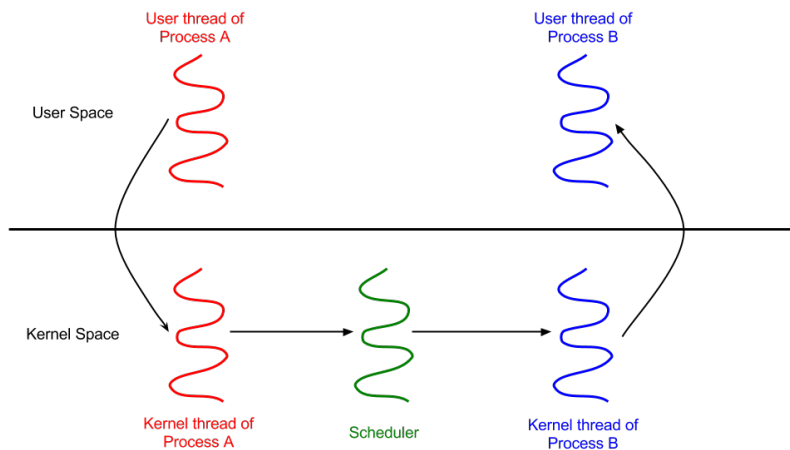 User thread of
Process A
User thread of
Process B
User Space
Kernel Space
Kernel thread of
Process A
Scheduler
Kernel thread of
Process B